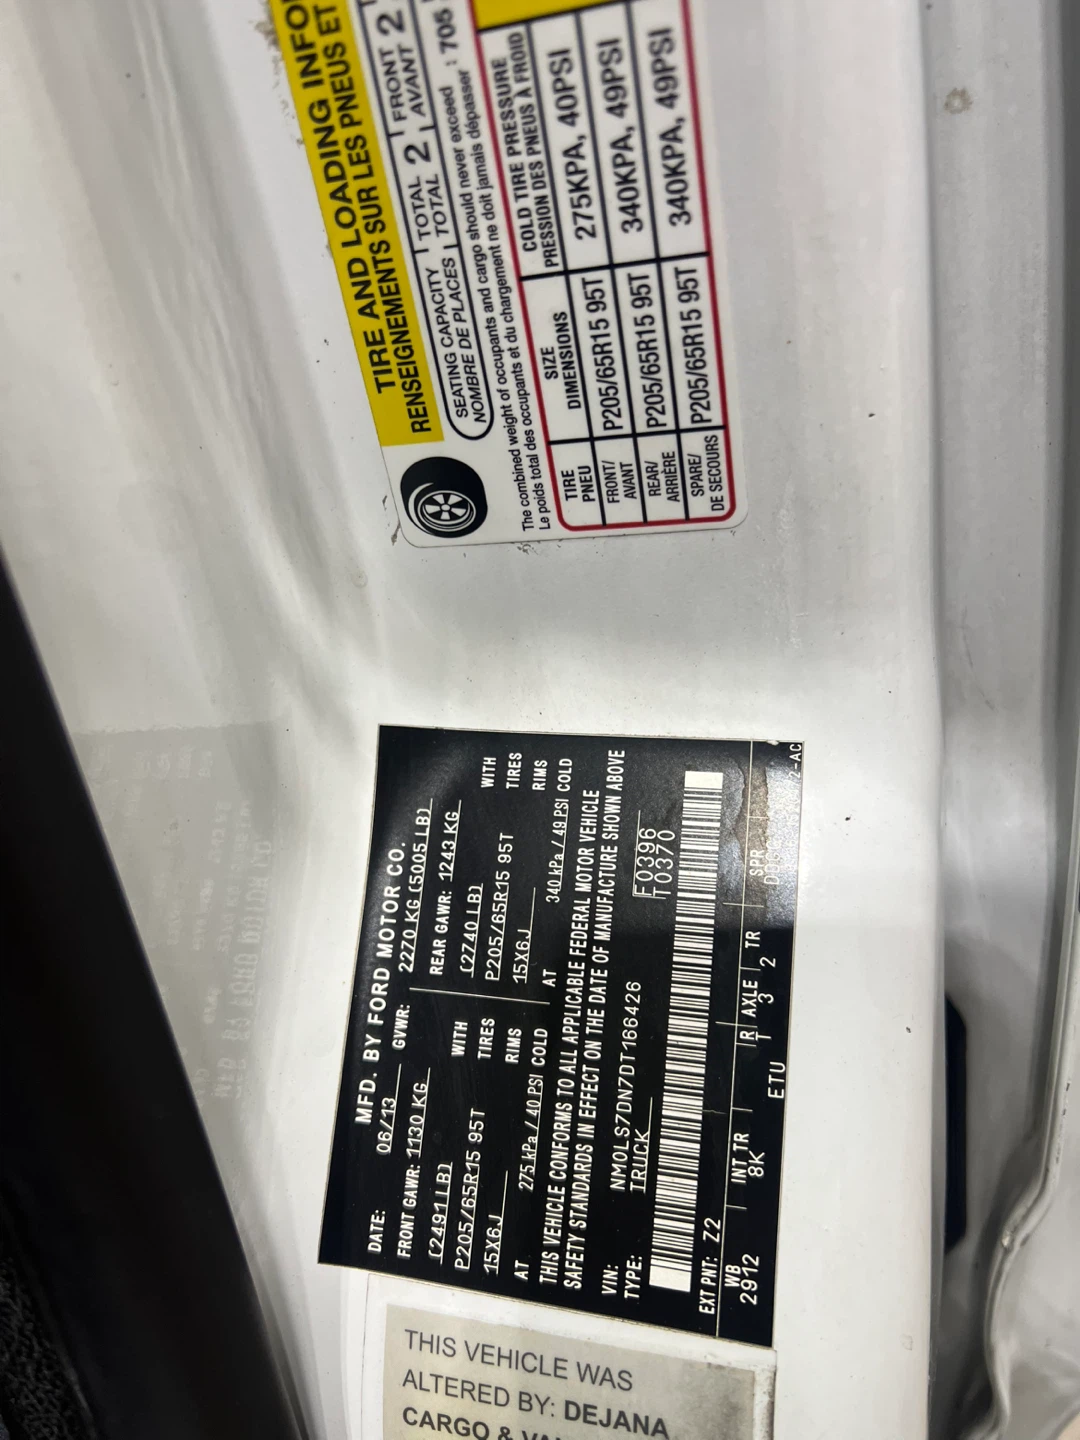 TIRE AND LOADING INFO
RENSEIGNEMENTS SUR LES PNEUS ET
SEATING CAPACITY | TOTAL 2 | FRONT 2
NOMBRE DE PLACES | TOTAL | AVANT
The combined weight of occupants and cargo should never exceed : 705
Le poids total des occupants et du chargement ne doit jamais dépasser
TIRE SIZE COLD TIRE PRESSURE
PNEU DIMENSIONS PRESSION DES PNEUS À FROID
FRONT/ AVANT P205/65R15 95T 275KPA, 40PSI
REAR/ ARRIÈRE P205/65R15 95T 340KPA, 49PSI
SPARE/ DE SECOURS P205/65R15 95T 340KPA, 49PSI
MFD. BY FORD MOTOR CO.
DATE: 06/13 GVWR: 2270 KG (5005 LB)
FRONT GAWR: 1130 KG REAR GAWR: 1243 KG
(2491LB) WITH (2740LB) WITH
P205/65R15 95T TIRES P205/65R15 95T TIRES
15X6J RIMS 15X6J RIMS
AT 275 kPa / 40 PSI COLD AT 340 kPa / 49 PSI COLD
THIS VEHICLE CONFORMS TO ALL APPLICABLE FEDERAL MOTOR VEHICLE
SAFETY STANDARDS IN EFFECT ON THE DATE OF MANUFACTURE SHOWN ABOVE
VIN: NM0LS7DN7DT166426 F0396
TYPE: TRUCK T0370
EXT PNT: Z2
WB INT TR R AXLE TR SPR
2912 8K T 3 2
ETU
THIS VEHICLE WAS
ALTERED BY: DEJANA
CARGO &